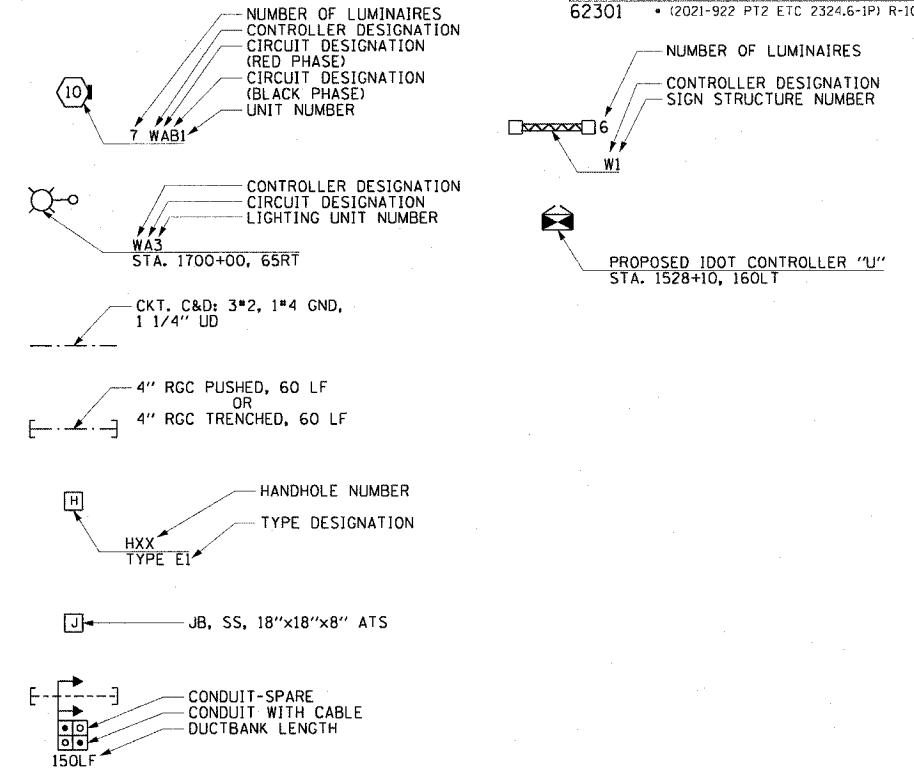 NUMBER OF LUMINAIRES
CONTROLLER DESIGNATION
CIRCUIT DESIGNATION
(RED PHASE)
CIRCUIT DESIGNATION
(BLACK PHASE)
UNIT NUMBER
10
7 WAB1
CONTROLLER DESIGNATION
CIRCUIT DESIGNATION
LIGHTING UNIT NUMBER
WA3
STA. 1700+00, 65RT
CKT. C&D: 3#2, 1#4 GND,
1 1/4" UD
4" RGC PUSHED, 60 LF
OR
4" RGC TRENCHED, 60 LF
H
HANDHOLE NUMBER
TYPE DESIGNATION
HXX
TYPE E1
J
JB, SS, 18"x18"x8" ATS
CONDUIT-SPARE
CONDUIT WITH CABLE
DUCTBANK LENGTH
150LF
62301 • (2021-922 PT2 ETC 2324.6-1P) R-10
NUMBER OF LUMINAIRES
CONTROLLER DESIGNATION
SIGN STRUCTURE NUMBER
6
W1
PROPOSED IDOT CONTROLLER "U"
STA. 1528+10, 160LT